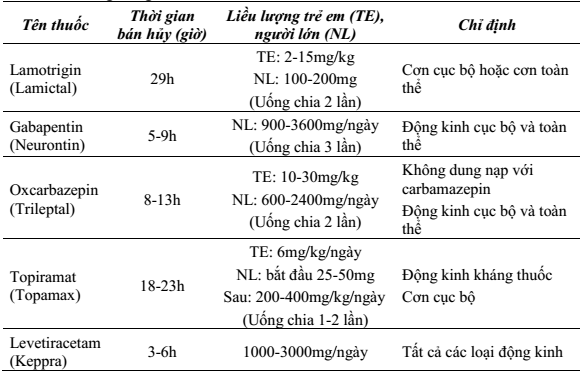 Tên thuốc
Thời gian
bán hủy (giờ)
Liều lượng trẻ em (TE),
người lớn (NL)
Chỉ định
Lamotrigin
(Lamictal)
29h
TE: 2-15mg/kg
NL: 100-200mg
(Uống chia 2 lần)
Cơn cục bộ hoặc cơn toàn
thể
Gabapentin
(Neurontin)
5-9h
NL: 900-3600mg/ngày
(Uống chia 3 lần)
Động kinh cục bộ và toàn
thể
Oxcarbazepin
(Trileptal)
8-13h
TE: 10-30mg/kg
NL: 600-2400mg/ngày
(Uống chia 2 lần)
Không dung nạp với
carbamazepin
Động kinh cục bộ và toàn
thể
Topiramat
(Topamax)
18-23h
TE: 6mg/kg/ngày
NL: bắt đầu 25-50mg
Sau: 200-400mg/kg/ngày
(Uống chia 1-2 lần)
Động kinh kháng thuốc
Cơn cục bộ
Levetiracetam
(Keppra)
3-6h
1000-3000mg/ngày
Tất cả các loại động kinh